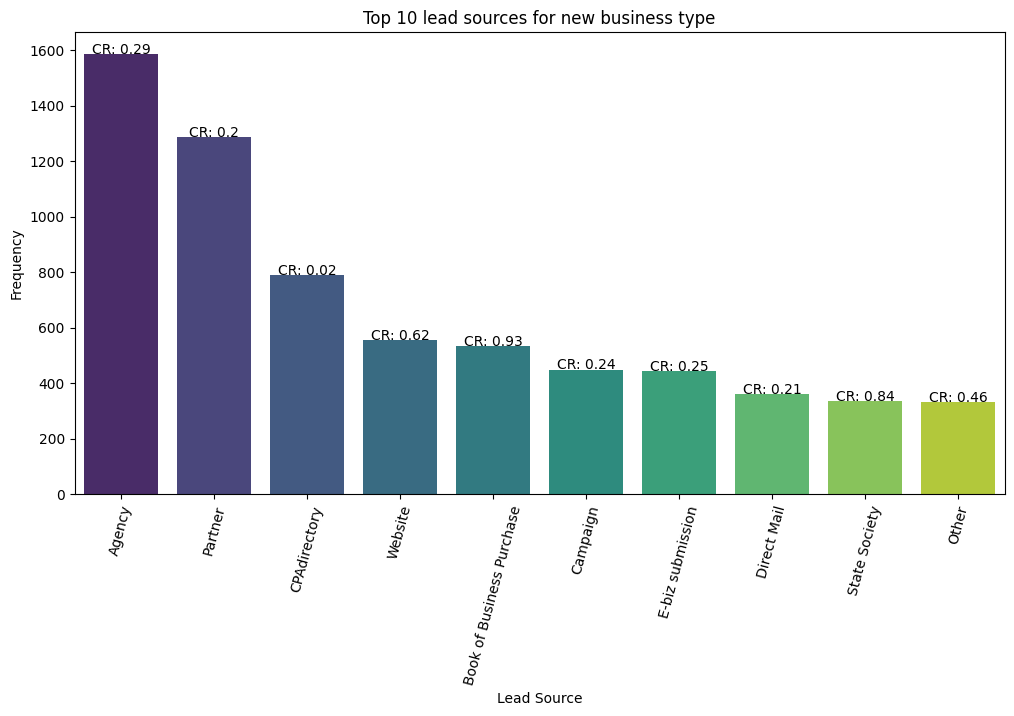 Top 10 lead sources for new business type
Frequency
1600
1400
1200
1000
800
600
400
200
0
CR: 0.29
CR: 0.2
CR: 0.02
CR: 0.62
CR: 0.93
CR: 0.24
CR: 0.25
CR: 0.21
CR: 0.84
CR: 0.46
Agency
Partner
CPAdirectory
Website
Book of Business Purchase
Campaign
E-biz submission
Direct Mail
State Society
Other
Lead Source